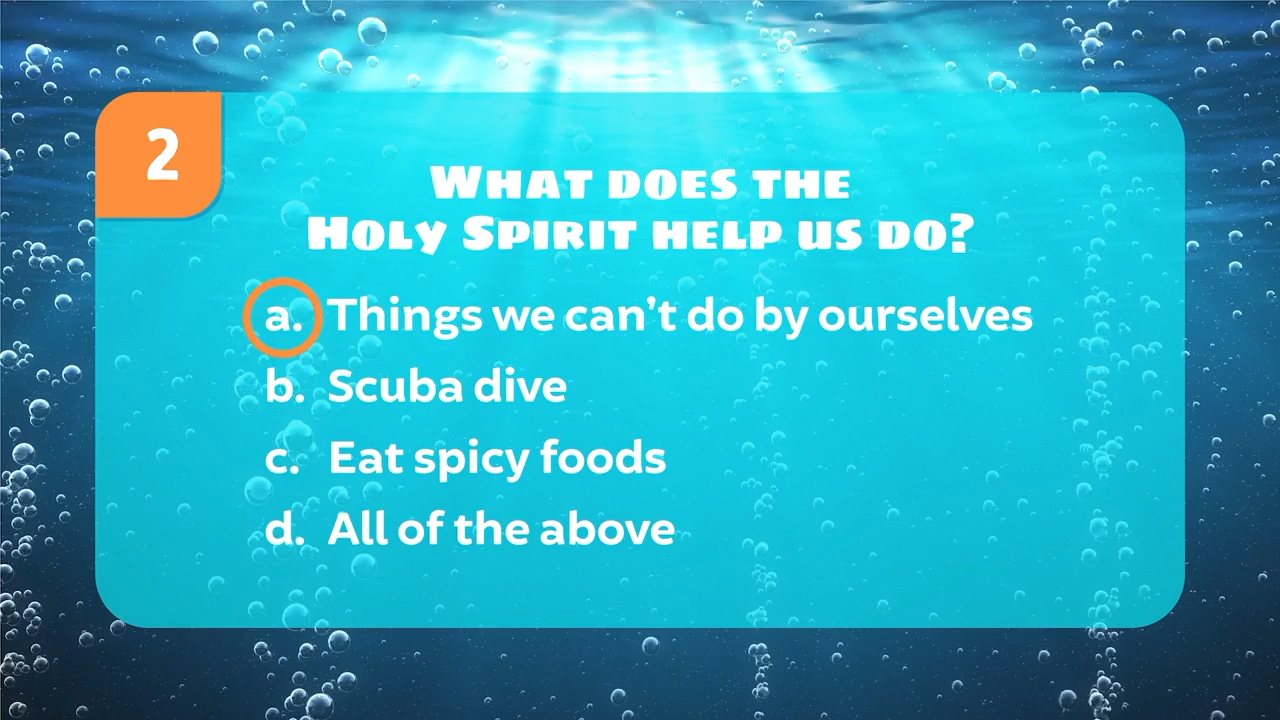 2
What does the
Holy Spirit help us do?
a. Things we can't do by ourselves
b. Scuba dive
c. Eat spicy foods
d. All of the above